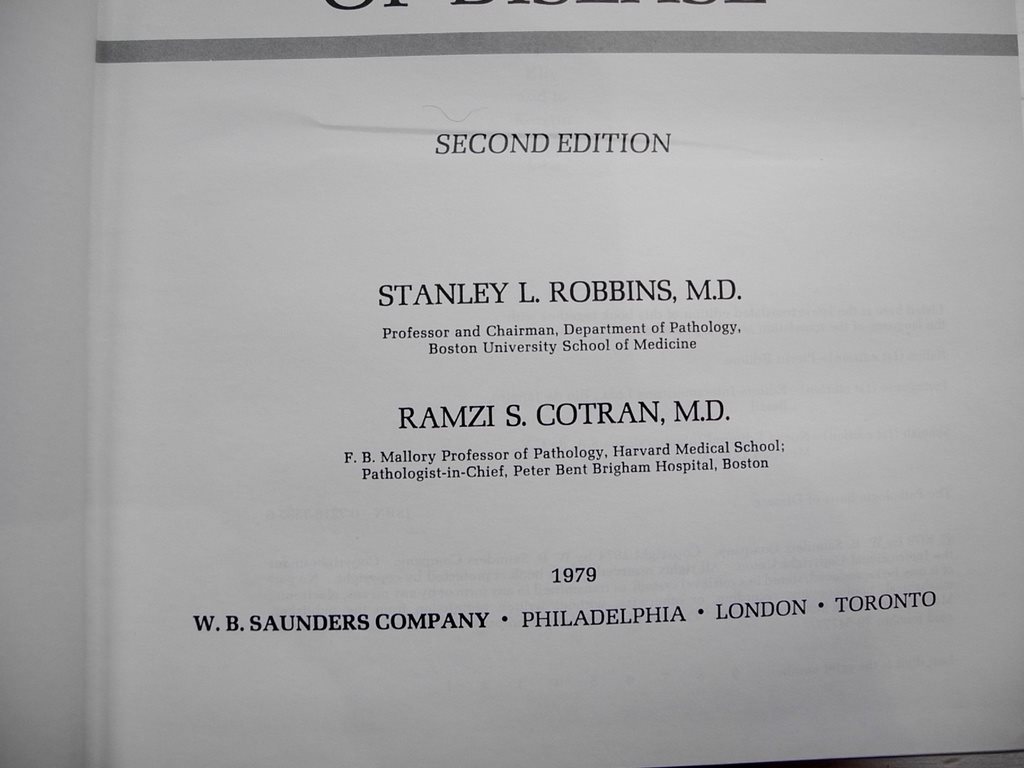 OF DISEASE
SECOND EDITION
STANLEY L. ROBBINS, M.D.
Professor and Chairman, Department of Pathology,
Boston University School of Medicine
RAMZI S. COTRAN, M.D.
F. B. Mallory Professor of Pathology, Harvard Medical School;
Pathologist-in-Chief, Peter Bent Brigham Hospital, Boston
1979
W. B. SAUNDERS COMPANY • PHILADELPHIA • LONDON • TORONTO